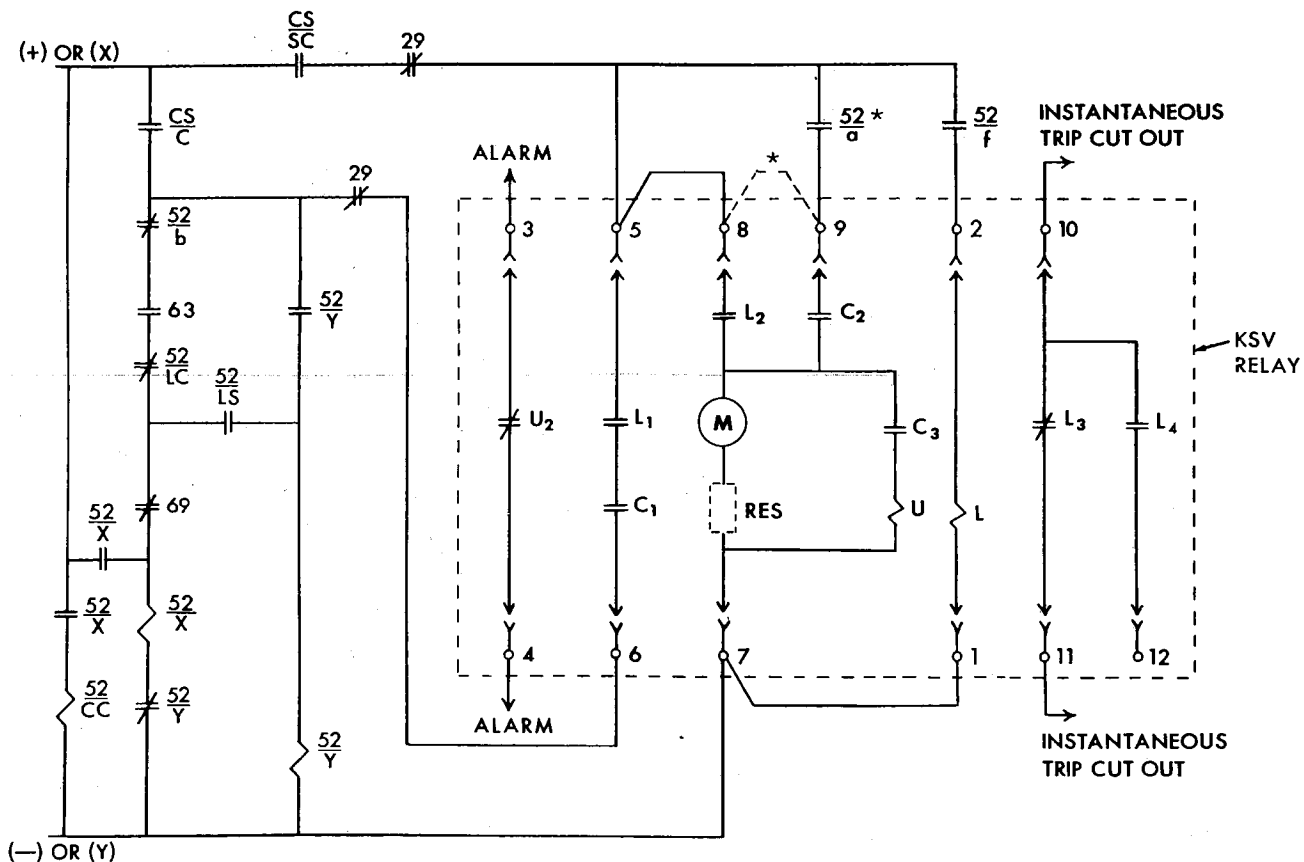 CS
SC
29
(+) OR (X)
CS
C
52 *
a
52
f
INSTANTANEOUS
TRIP CUT OUT
ALARM
*
29
52
b
3
5
8
9
2
10
63
52
Y
L2
C2
KSV
RELAY
52
LC
52
LS
U2
L1
M
C3
L3
L4
69
C1
RES
U
L
52
X
52
X
52
X
4
6
7
1
11
12
52
CC
52
Y
ALARM
52
Y
INSTANTANEOUS
TRIP CUT OUT
(—) OR (Y)